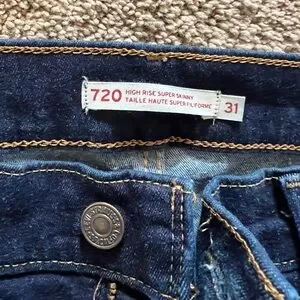 720 HIGH RISE SUPER SKINNY
TAILLE HAUTE SUPER FILIFORME
31